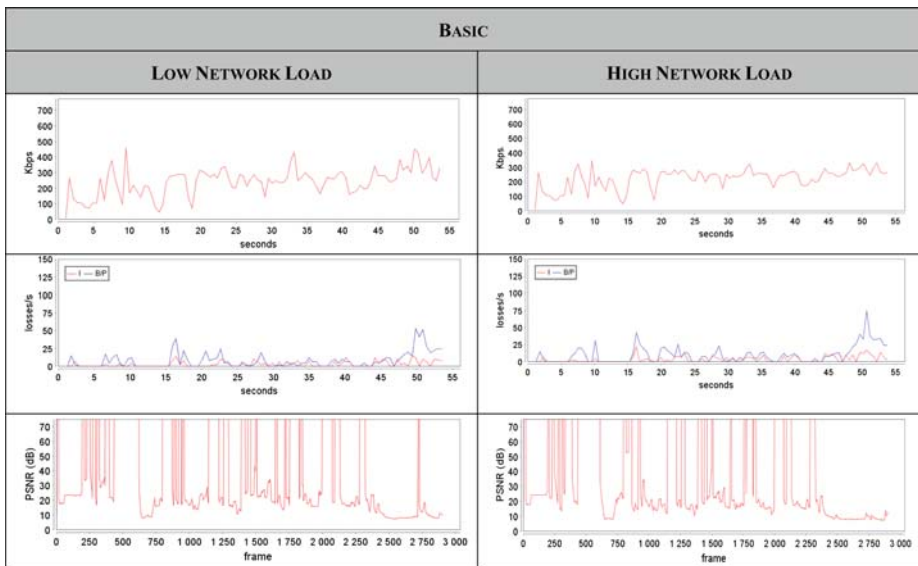 BASIC
LOW NETWORK LOAD
HIGH NETWORK LOAD
Kbps
700
600
500
400
300
200
100
0
0 5 10 15 20 25 30 35 40 45 50 55
seconds
Kbps
700
600
500
400
300
200
100
0
0 5 10 15 20 25 30 35 40 45 50 55
seconds
losses/s
150
125
100
75
50
25
0
I B/P
0 5 10 15 20 25 30 35 40 45 50 55
seconds
losses/s
150
125
100
75
50
25
0
I B/P
0 5 10 15 20 25 30 35 40 45 50 55
seconds
PSNR (dB)
70
60
50
40
30
20
10
0
0 250 500 750 1 000 1 250 1 500 1 750 2 000 2 250 2 500 2 750 3 000
frame
PSNR (dB)
70
60
50
40
30
20
10
0
0 250 500 750 1 000 1 250 1 500 1 750 2 000 2 250 2 500 2 750 3 000
frame